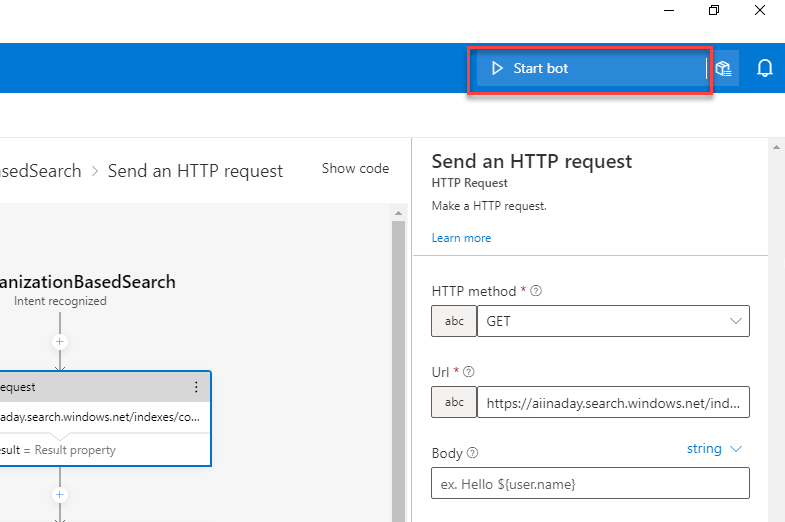 Start bot
asedSearch > Send an HTTP request
Show code
anizationBasedSearch
Intent recognized
equest
aday.search.windows.net/indexes/co...
sult = Result property
Send an HTTP request
HTTP Request
Make a HTTP request.
Learn more
HTTP method *
abc GET
Url *
abc https://aiinaday.search.windows.net/ind...
Body
string
ex. Hello ${user.name}